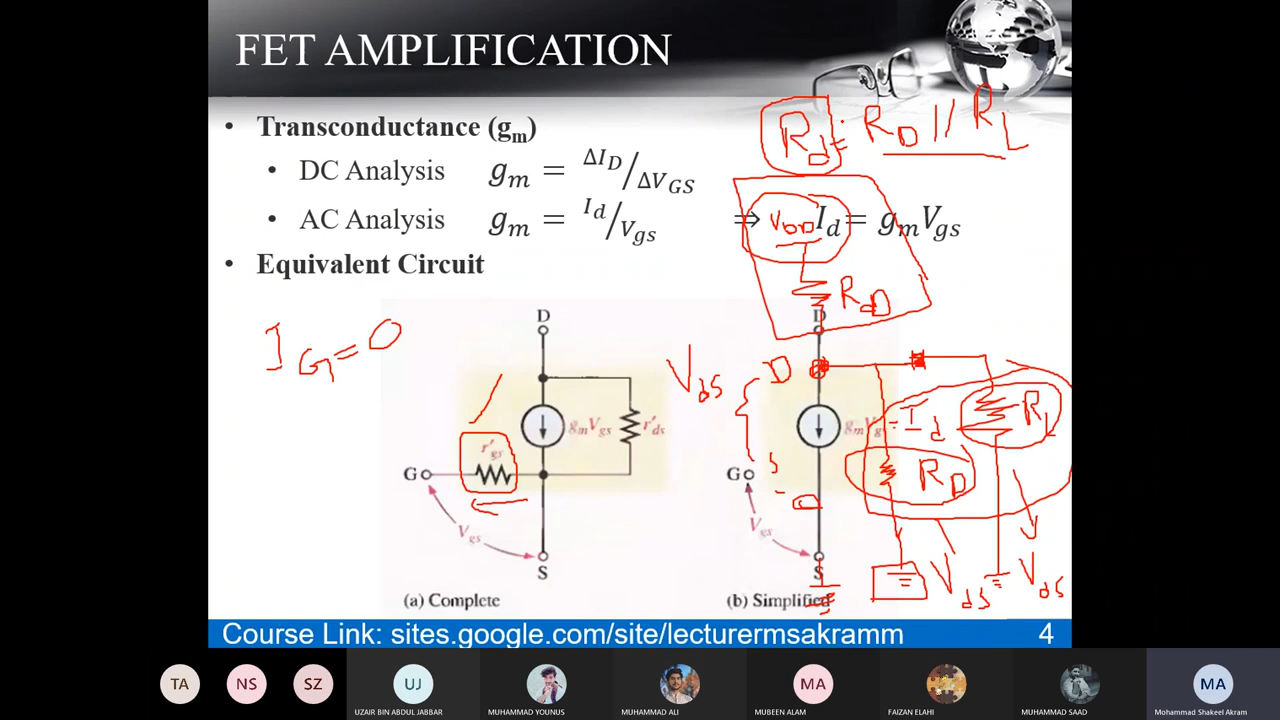 FET AMPLIFICATION
• Transconductance (gm)
• DC Analysis gm = ΔID/ΔVGS
• AC Analysis gm = Id/Vgs ⇒ Id = gmVgs
• Equivalent Circuit
Rd = RD // RL
VDD
RD
IG = 0
D
gmVgs
r'ds
r'gs
G
Vgs
S
(a) Complete
Vds
D
D
gmVgs
= Id
RL
RD
S
G
Vgs
S
Vds
Vds
(b) Simplified
Course Link: sites.google.com/site/lecturermsakramm 4
TA
NS
SZ
UJ
UZAIR BIN ABDUL JABBAR
MUHAMMAD YOUNUS
MUHAMMAD ALI
MA
MUBEEN ALAM
FAIZAN ELAHI
MUHAMMAD SAAD
MA
Mohammad Shakeel Akram